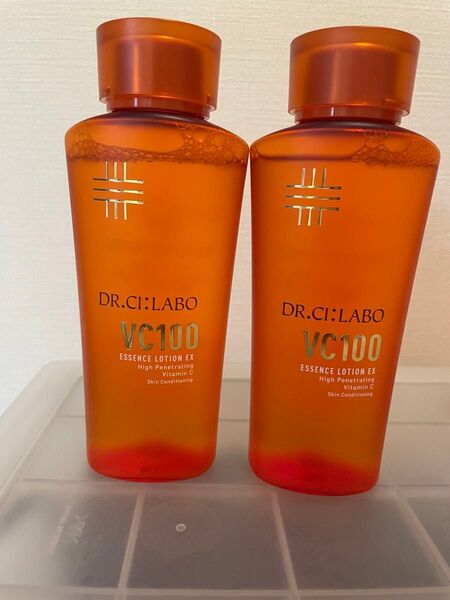 DR.CI:LABO
VC100
ESSENCE LOTION EX
High Penetrating
Vitamin C
Skin Conditioning
DR.CI:LABO
VC100
ESSENCE LOTION EX
High Penetrating
Vitamin C
Skin Conditioning